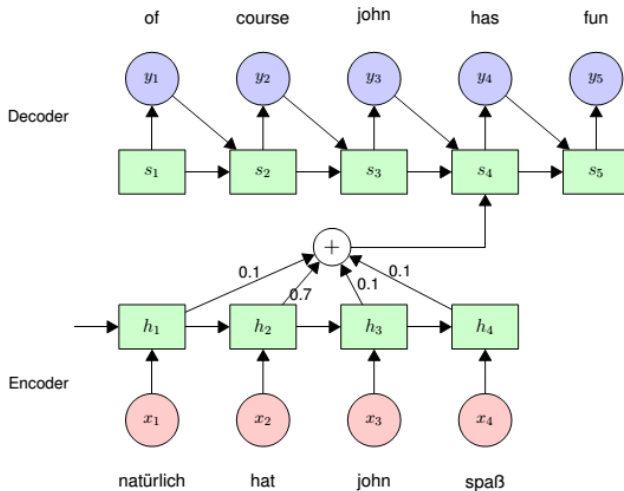 of course john has fun
y1 y2 y3 y4 y5
Decoder
s1 s2 s3 s4 s5
+
0.1 0.7 0.1 0.1
h1 h2 h3 h4
Encoder
x1 x2 x3 x4
natürlich hat john spaß